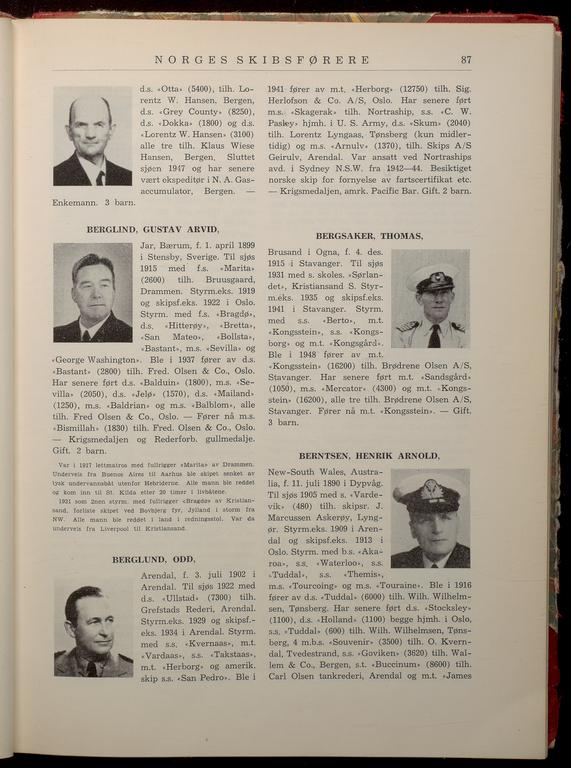 NORGES SKIBSFØRERE 87
d.s. «Otta» (5400), tilh. Lo-
rentz W. Hansen, Bergen,
d.s. «Grey County» (8250),
d.s. «Dokka» (1800) og d.s.
«Lorentz W. Hansen» (3100)
alle tre tilh. Klaus Wiese
Hansen, Bergen. Sluttet
sjøen 1947 og har senere
vært ekspeditør i N. A. Gas-
accumulator, Bergen. —
Enkemann. 3 barn.
BERGLIND, GUSTAV ARVID,
Jar, Bærum, f. 1. april 1899
i Stensby, Sverige. Til sjøs
1915 med f.s. «Marita»
(2600) tilh. Bruusgaard,
Drammen. Styrm.eks. 1919
og skipsf.eks. 1922 i Oslo.
Styrm. med f.s. «Bragdø»,
d.s. «Hitterøy», «Bretta»,
«San Mateo», «Bollsta»,
«Bastant», m.s. «Sevilla» og
«George Washington». Ble i 1937 fører av d.s.
«Bastant» (2800) tilh. Fred. Olsen & Co., Oslo.
Har senere ført d.s. «Balduin» (1800), m.s. «Se-
villa» (2050), d.s. «Jelø» (1570), d.s. «Mailand»
(1250), m.s. «Baldrian» og m.s. «Balblom», alle
tilh. Fred Olsen & Co., Oslo. — Fører nå m.s.
«Bismillah» (1830) tilh. Fred. Olsen & Co., Oslo.
— Krigsmedaljen og Rederforb. gullmedalje.
Gift. 2 barn.
Var i 1917 lettmatros med fullrigger «Marita» av Drammen.
Underveis fra Buenos Aires til Aarhus ble skipet senket av
tysk undervannsbåt utenfor Hebriderne. Alle mann ble reddet
og kom inn til St. Kilda etter 20 timer i livbåtene.
1931 som 2nen styrm. med fullrigger «Bragdø» av Kristian-
sand, forliste skipet ved Bovbjerg fyr, Jylland i storm fra
NW. Alle mann ble reddet i land i redningsstol. Var da
underveis fra Liverpool til Kristiansand.
BERGLUND, ODD,
Arendal, f. 3. juli 1902 i
Arendal. Til sjøs 1922 med
d.s. «Ullstad» (7300) tilh.
Grefstads Rederi, Arendal.
Styrm.eks. 1929 og skipsf.-
eks. 1934 i Arendal. Styrm.
med s.s. «Kvernaas», m.t.
«Vardaas», s.s. «Takstaas»,
m.t. «Herborg» og amerik.
skip s.s. «San Pedro». Ble i
1941 fører av m.t. «Herborg» (12750) tilh. Sig.
Herlofson & Co. A/S, Oslo. Har senere ført
m.s. «Skagerak» tilh. Nortraship, s.s. «C. W.
Pasley» hjmh. i U. S. Army, d.s. «Skum» (2040)
tilh. Lorentz Lyngaas, Tønsberg (kun midler-
tidig) og m.s. «Arnulv» (1370), tilh. Skips A/S
Geirulv, Arendal. Var ansatt ved Nortraships
avd. i Sydney N.S.W. fra 1942—44. Besiktiget
norske skip for fornyelse av fartscertifikat etc.
— Krigsmedaljen, amrk. Pacific Bar. Gift. 2 barn.
BERGSAKER, THOMAS,
Brusand i Ogna, f. 4. des.
1915 i Stavanger. Til sjøs
1931 med s. skoles. «Sørlan-
det», Kristiansand S. Styr-
m.eks. 1935 og skipsf.eks.
1941 i Stavanger. Styrm.
med s.s. «Berto», m.t.
«Kongsstein», s.s. «Kongs-
borg» og m.t. «Kongsgård».
Ble i 1948 fører av m.t.
«Kongsstein» (16200) tilh. Brødrene Olsen A/S,
Stavanger. Har senere ført m.t. «Sandsgård»
(1050), m.s. «Mercator» (4300) og m.t. «Kongs-
stein» (16200), alle tre tilh. Brødrene Olsen A/S,
Stavanger. Fører nå m.t. «Kongsstein». — Gift.
3 barn.
BERNTSEN, HENRIK ARNOLD,
New-South Wales, Austra-
lia, f. 11. juli 1890 i Dypvåg.
Til sjøs 1905 med s. «Varde-
vik» (480) tilh. skipsr. J.
Marcussen Askerøy, Lyng-
ør. Styrm.eks. 1909 i Aren-
dal og skipsf.eks. 1913 i
Oslo. Styrm. med b.s. «Aka-
roa», s.s. «Waterloo», s.s.
«Tuddal», s.s. «Themis»,
m.s. «Tourcoing» og m.s. «Touraine». Ble i 1916
fører av d.s. «Tuddal» (6000) tilh. Wilh. Wilhelm-
sen, Tønsberg. Har senere ført d.s. «Stocksley»
(1100), d.s. «Holland» (1100) begge hjmh. i Oslo,
s.s. «Tuddal» (600) tilh. Wilh. Wilhelmsen, Tøns-
berg, 4 m.b.s. «Souvenir» (3500) tilh. O. Kvern-
dal, Tvedestrand, s.s. «Goviken» (3620) tilh. Wal-
lem & Co., Bergen, s.t. «Buccinum» (8600) tilh.
Carl Olsen tankrederi, Arendal og m.t. «James